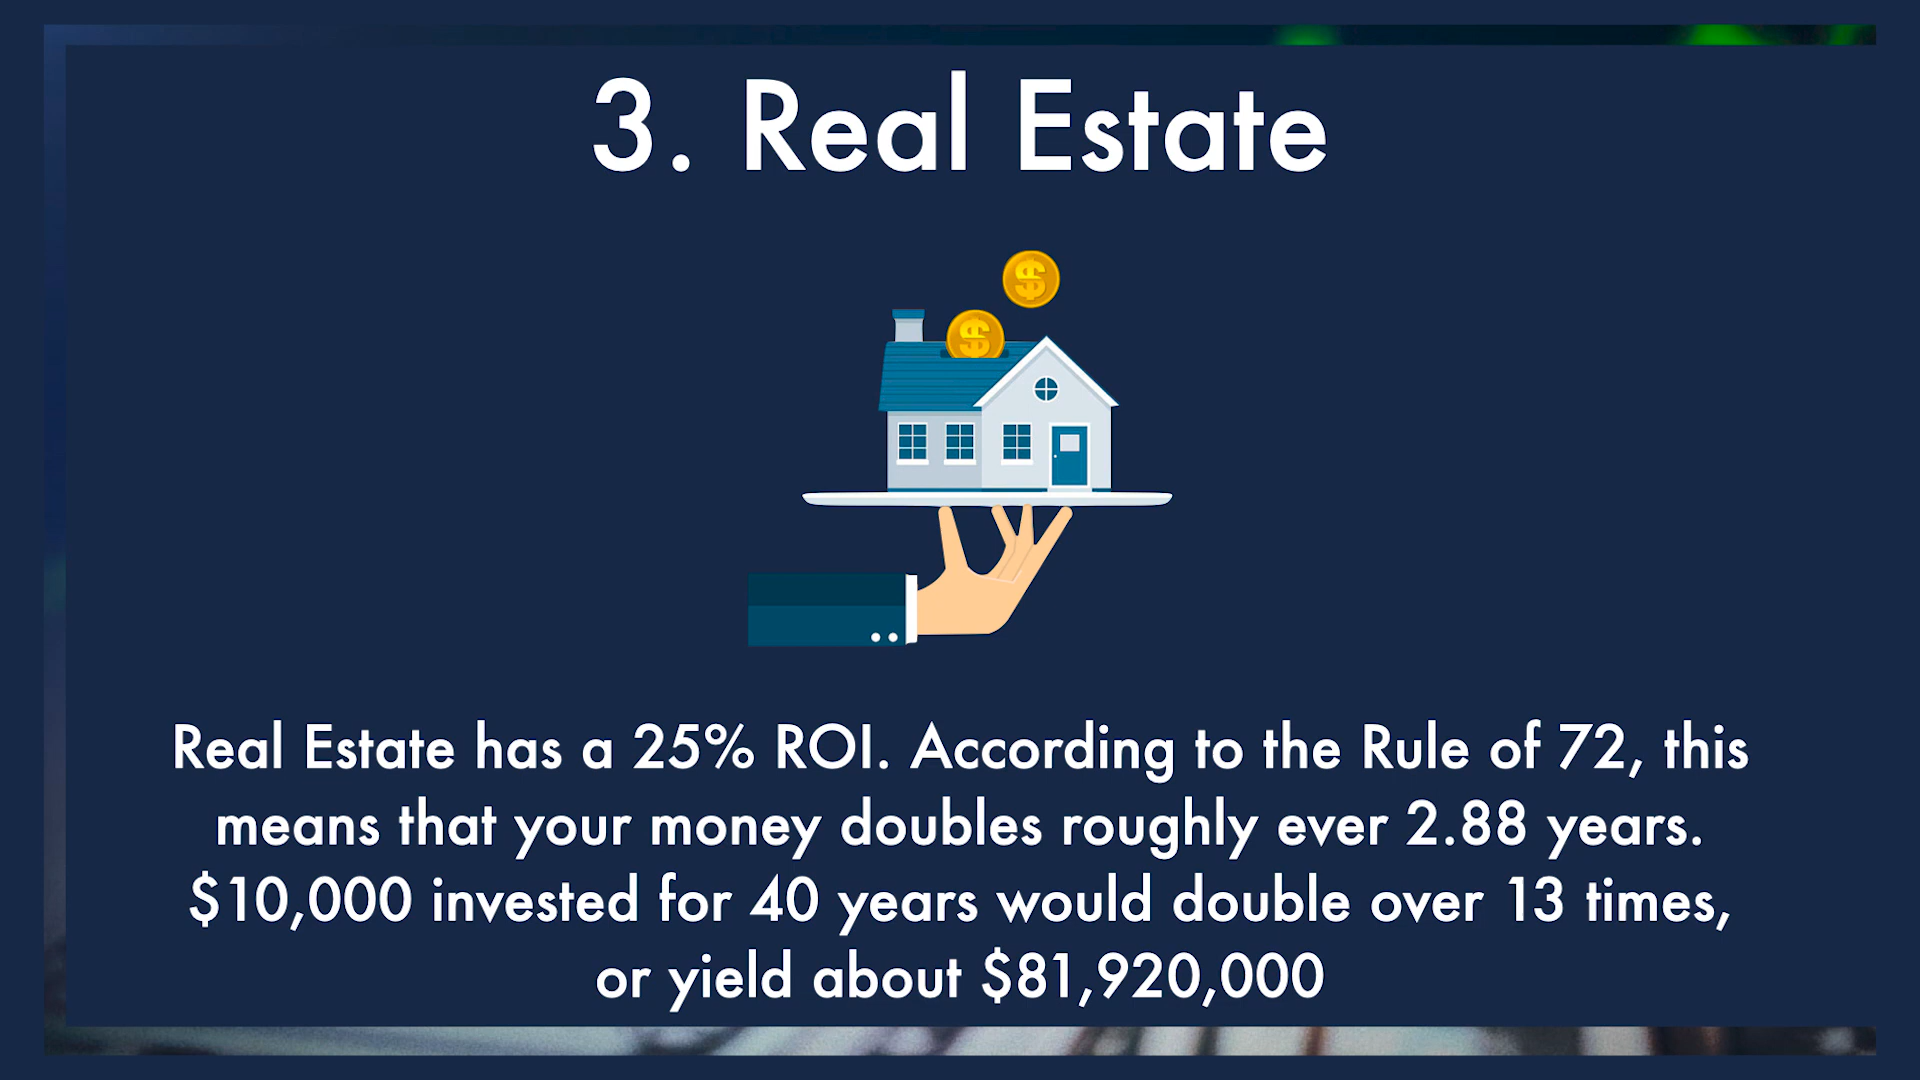 3. Real Estate
$
$
Real Estate has a 25% ROI. According to the Rule of 72, this
means that your money doubles roughly ever 2.88 years.
$10,000 invested for 40 years would double over 13 times,
or yield about $81,920,000